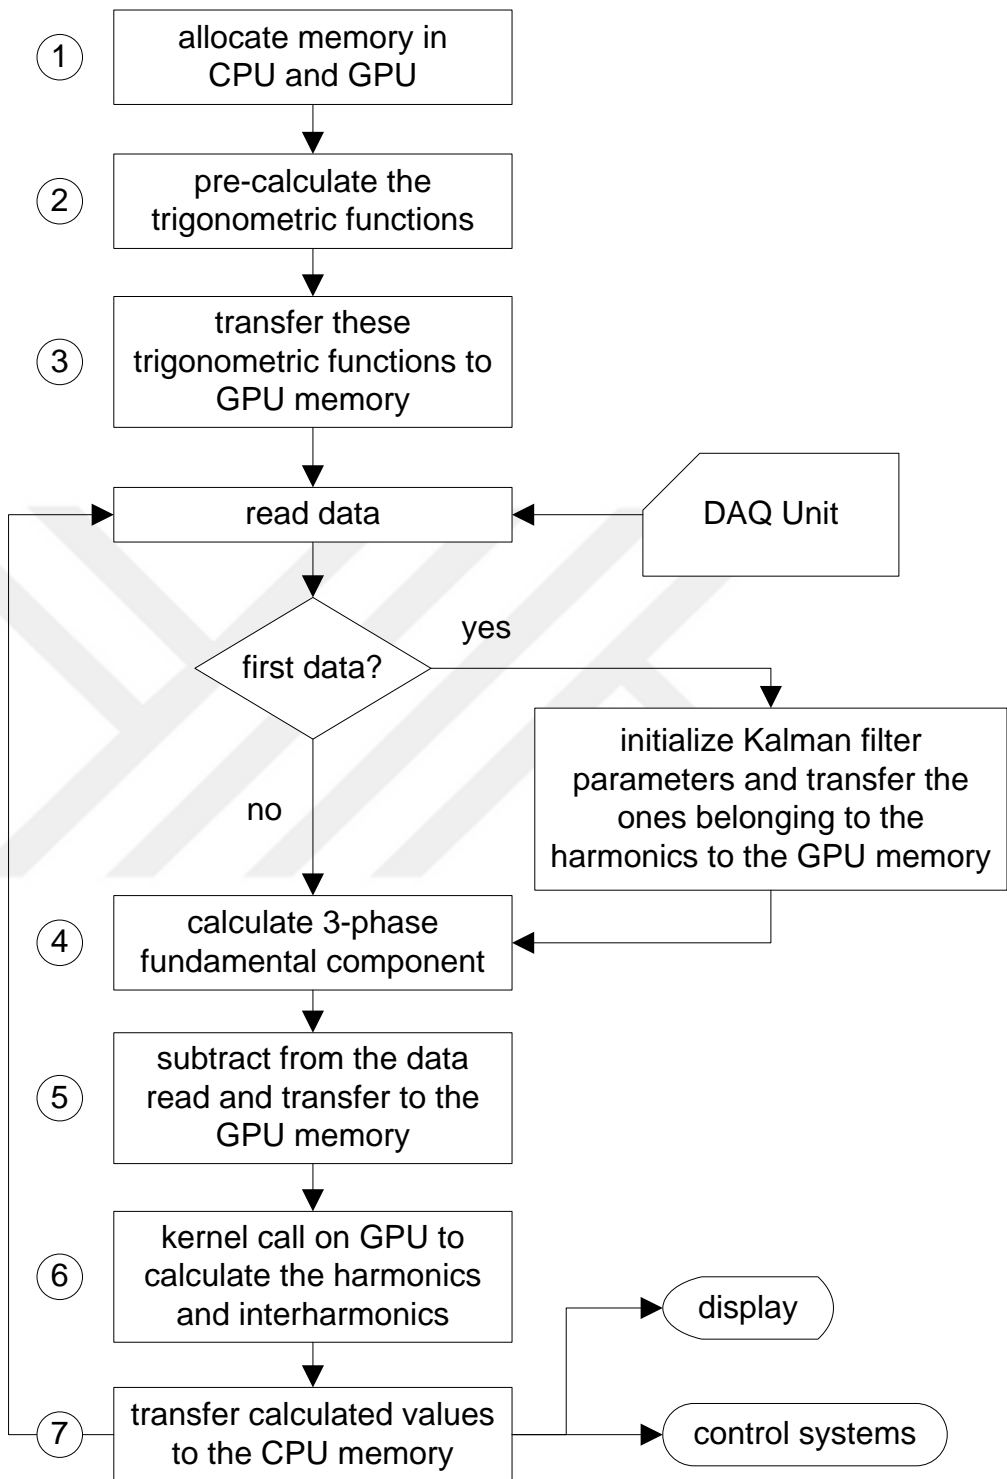 1
allocate memory in
CPU and GPU
2
pre-calculate the
trigonometric functions
3
transfer these
trigonometric functions to
GPU memory
read data
DAQ Unit
first data?
yes
no
initialize Kalman filter
parameters and transfer the
ones belonging to the
harmonics to the GPU memory
4
calculate 3-phase
fundamental component
5
subtract from the data
read and transfer to the
GPU memory
6
kernel call on GPU to
calculate the harmonics
and interharmonics
display
7
transfer calculated values
to the CPU memory
control systems